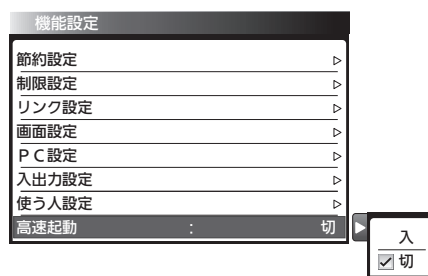 機能設定
節約設定
制限設定
リンク設定
画面設定
ＰＣ設定
入出力設定
使う人設定
高速起動 : 切
入
切